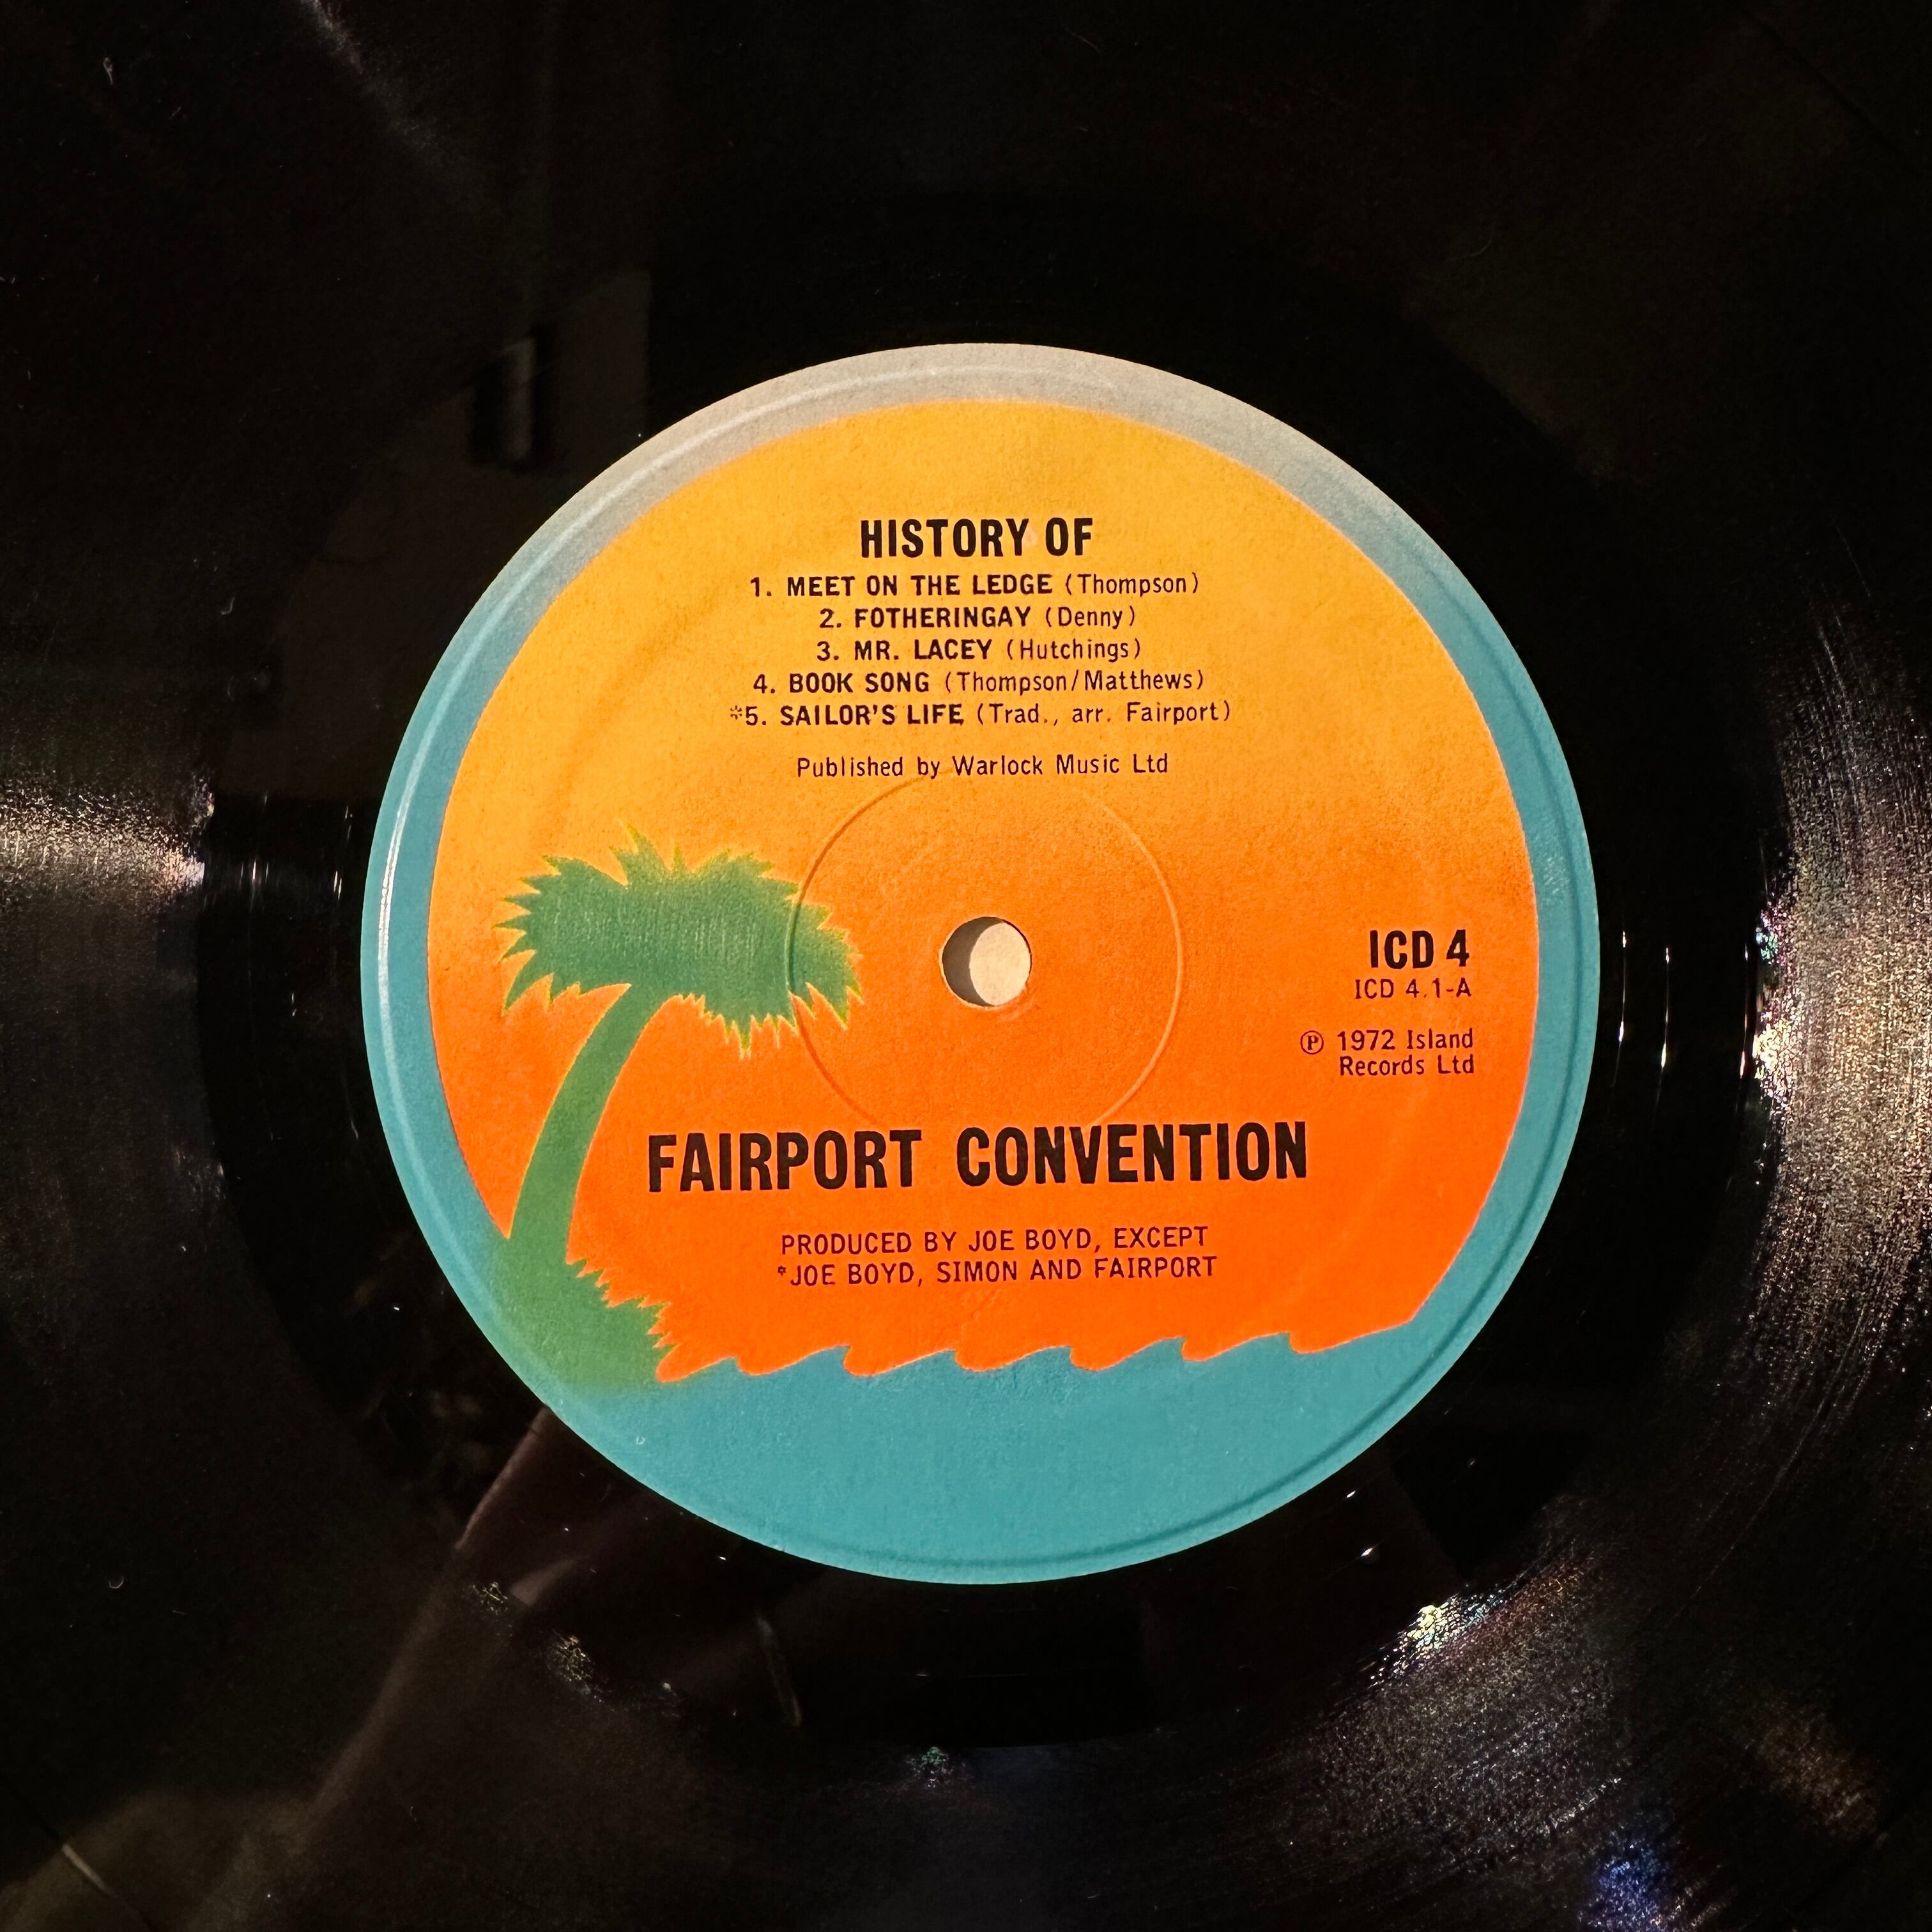 HISTORY OF
1. MEET ON THE LEDGE (Thompson)
2. FOTHERINGAY (Denny)
3. MR. LACEY (Hutchings)
4. BOOK SONG (Thompson/Matthews)
*5. SAILOR'S LIFE (Trad., arr. Fairport)
Published by Warlock Music Ltd
ICD 4
ICD 4.1-A
℗ 1972 Island
Records Ltd
FAIRPORT CONVENTION
PRODUCED BY JOE BOYD, EXCEPT
*JOE BOYD, SIMON AND FAIRPORT